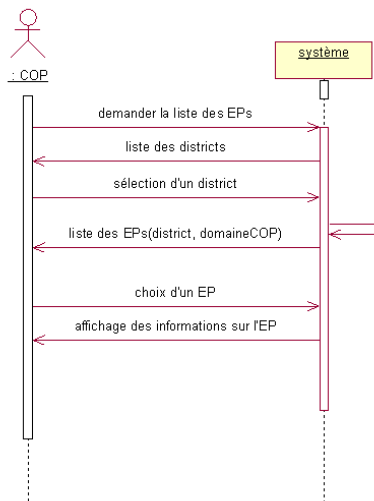 système
: COP
demander la liste des EPs
liste des districts
sélection d'un district
liste des EPs(district, domaineCOP)
choix d'un EP
affichage des informations sur l'EP